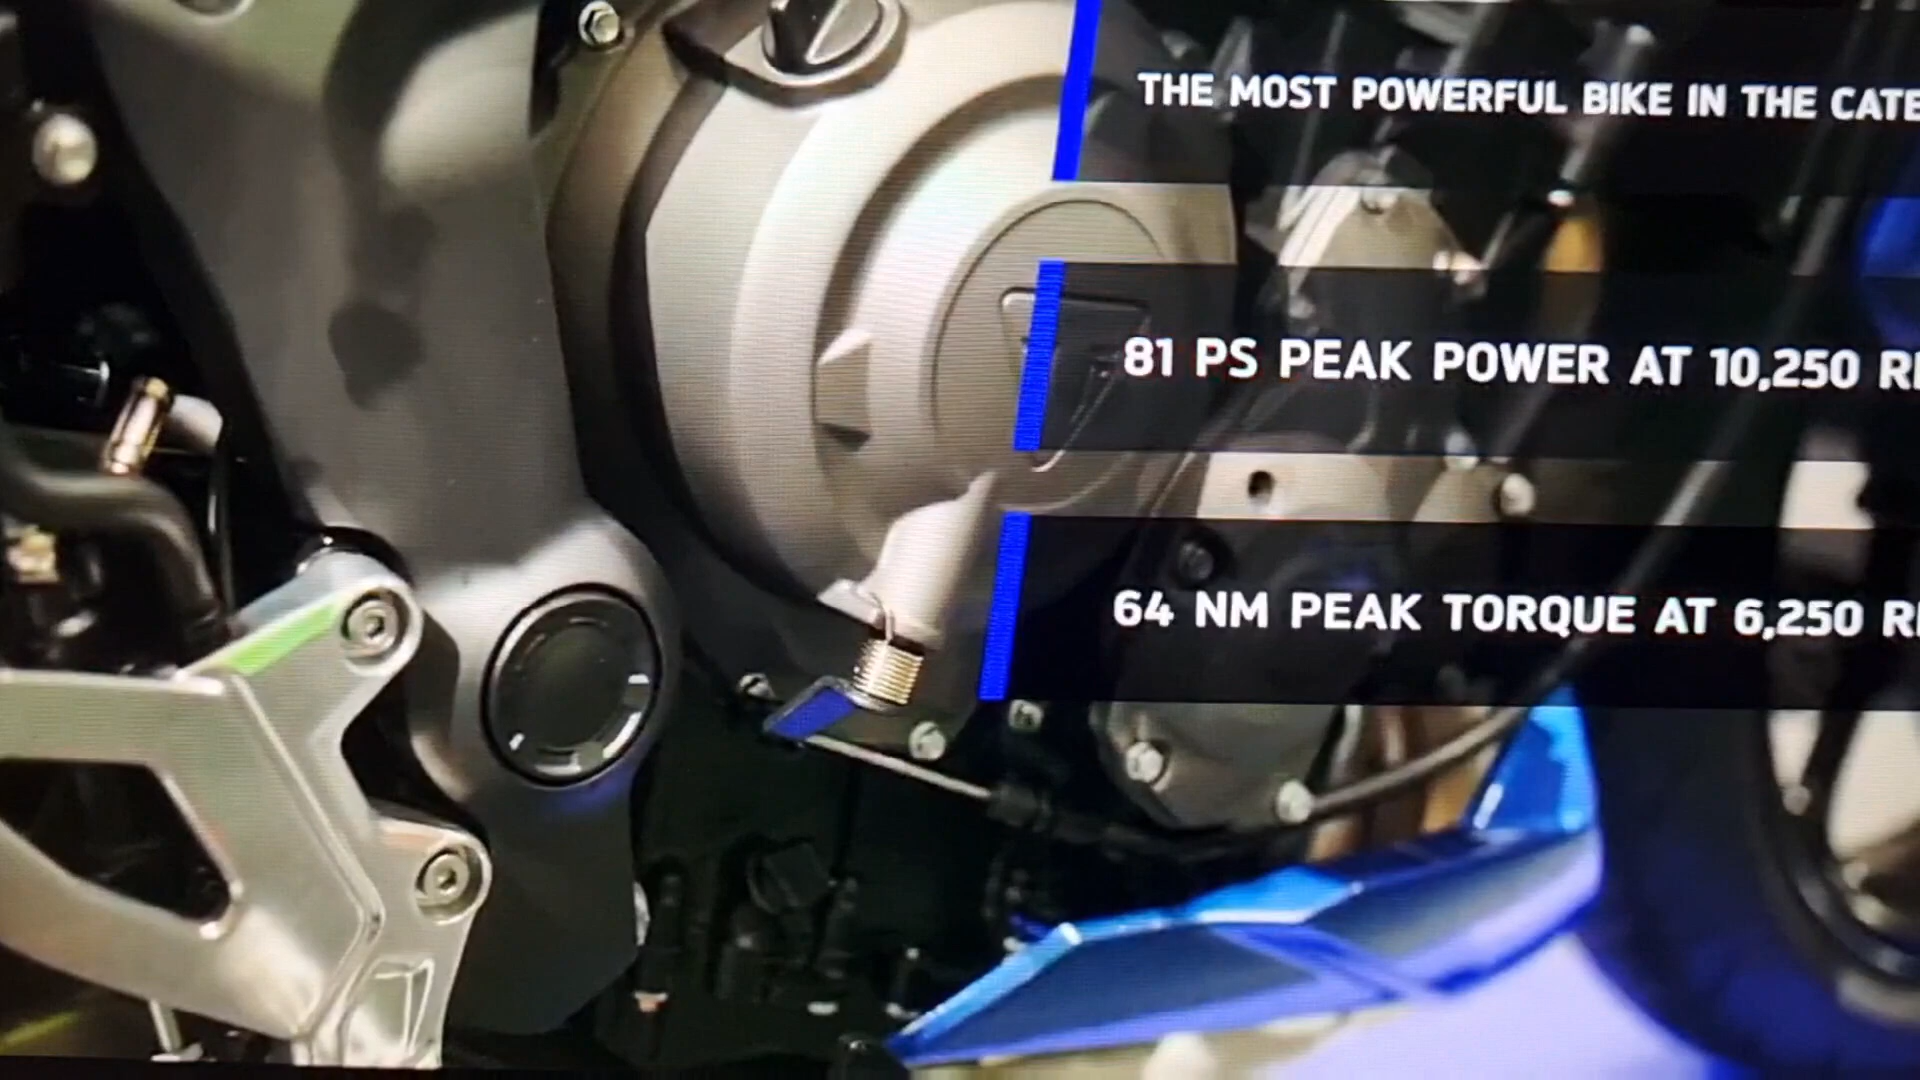 THE MOST POWERFUL BIKE IN THE CATE
81 PS PEAK POWER AT 10,250 R
64 NM PEAK TORQUE AT 6,250 R